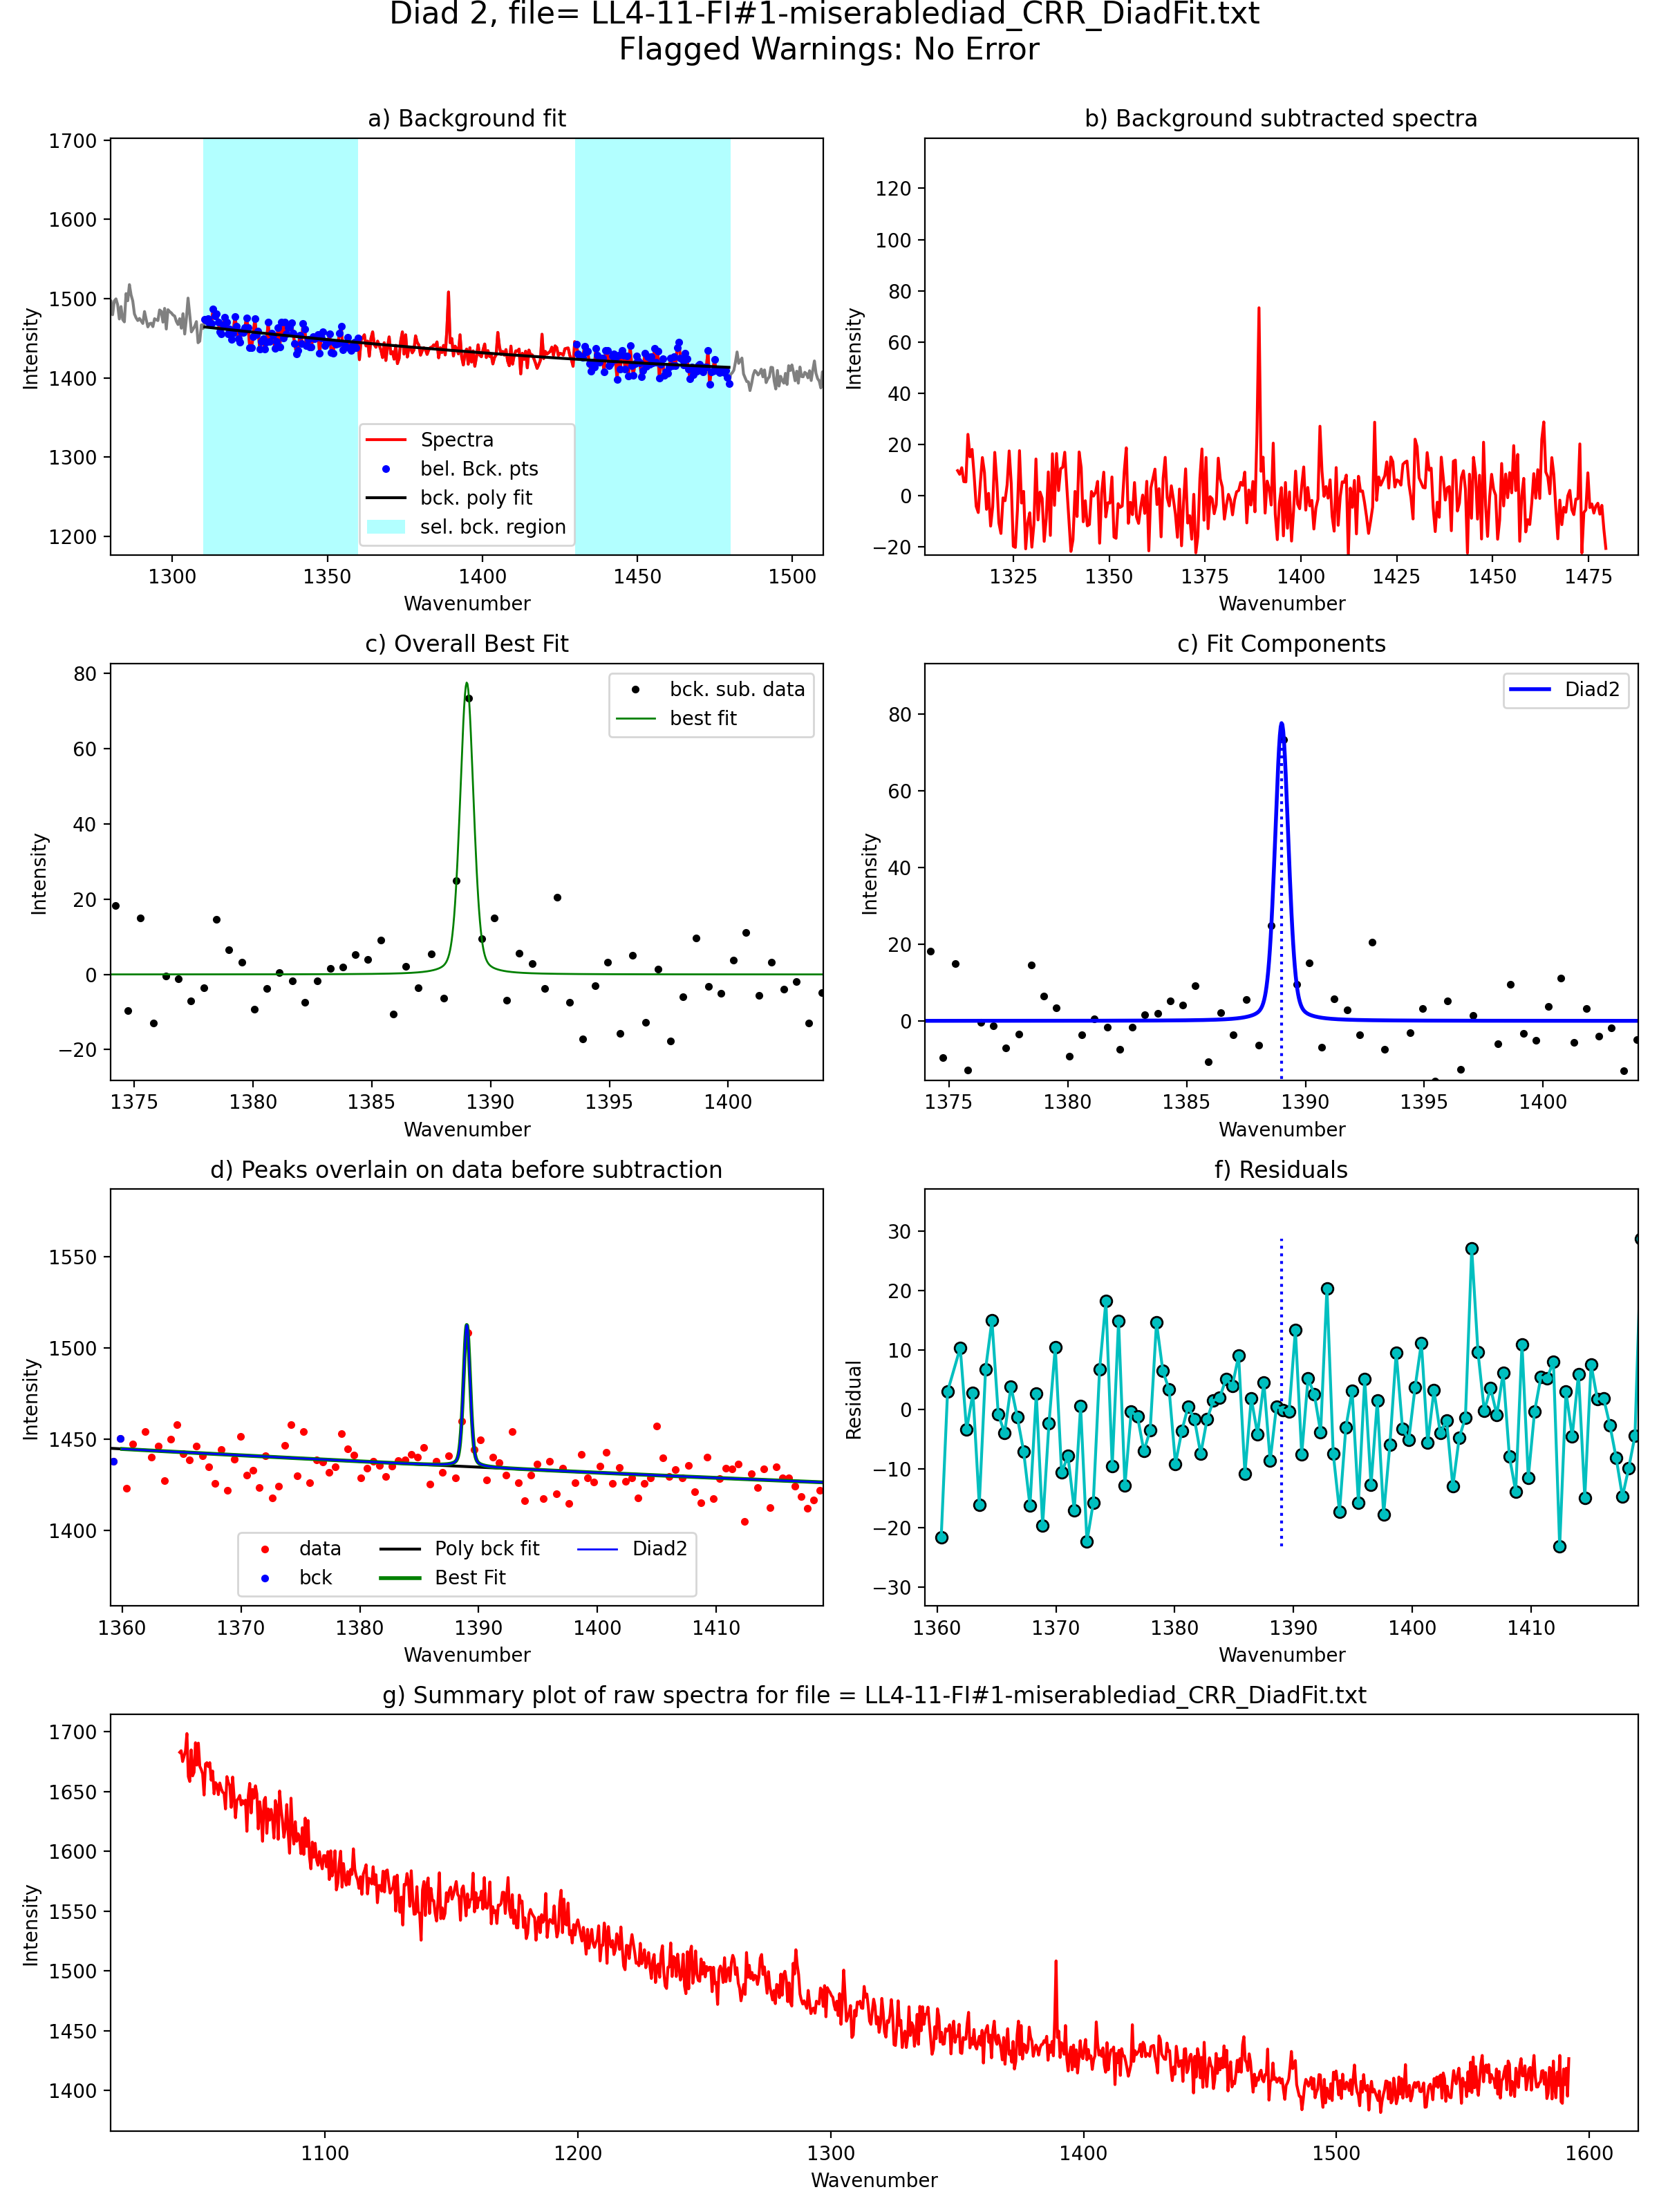 Diad 2, file= LL4-11-FI#1-miserablediad_CRR_DiadFit.txt
Flagged Warnings: No Error
a) Background fit
1700
1600
1500
1400
1300
1200
Intensity
Spectra
bel. Bck. pts
bck. poly fit
sel. bck. region
1300 1350 1400 1450 1500
Wavenumber
b) Background subtracted spectra
120
100
80
60
40
20
0
−20
Intensity
1325 1350 1375 1400 1425 1450 1475
Wavenumber
c) Overall Best Fit
80
60
40
20
0
−20
Intensity
bck. sub. data
best fit
1375 1380 1385 1390 1395 1400
Wavenumber
c) Fit Components
80
60
40
20
0
Intensity
Diad2
1375 1380 1385 1390 1395 1400
Wavenumber
d) Peaks overlain on data before subtraction
1550
1500
1450
1400
Intensity
data Poly bck fit Diad2
bck Best Fit
1360 1370 1380 1390 1400 1410
Wavenumber
f) Residuals
30
20
10
0
−10
−20
−30
Residual
1360 1370 1380 1390 1400 1410
Wavenumber
g) Summary plot of raw spectra for file = LL4-11-FI#1-miserablediad_CRR_DiadFit.txt
1700
1650
1600
1550
1500
1450
1400
Intensity
1100 1200 1300 1400 1500 1600
Wavenumber